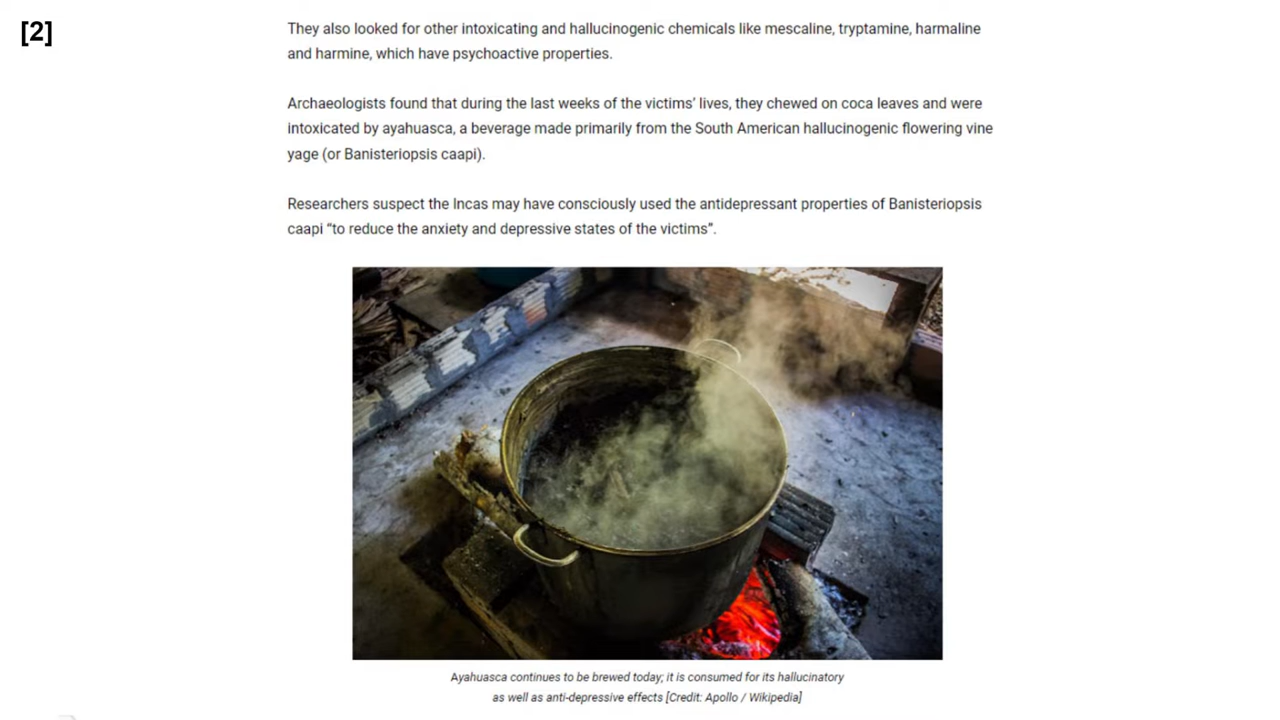 [2]
They also looked for other intoxicating and hallucinogenic chemicals like mescaline, tryptamine, harmaline
and harmine, which have psychoactive properties.
Archaeologists found that during the last weeks of the victims’ lives, they chewed on coca leaves and were
intoxicated by ayahuasca, a beverage made primarily from the South American hallucinogenic flowering vine
yage (or Banisteriopsis caapi).
Researchers suspect the Incas may have consciously used the antidepressant properties of Banisteriopsis
caapi “to reduce the anxiety and depressive states of the victims”.
Ayahuasca continues to be brewed today; it is consumed for its hallucinatory
as well as anti-depressive effects [Credit: Apollo / Wikipedia]